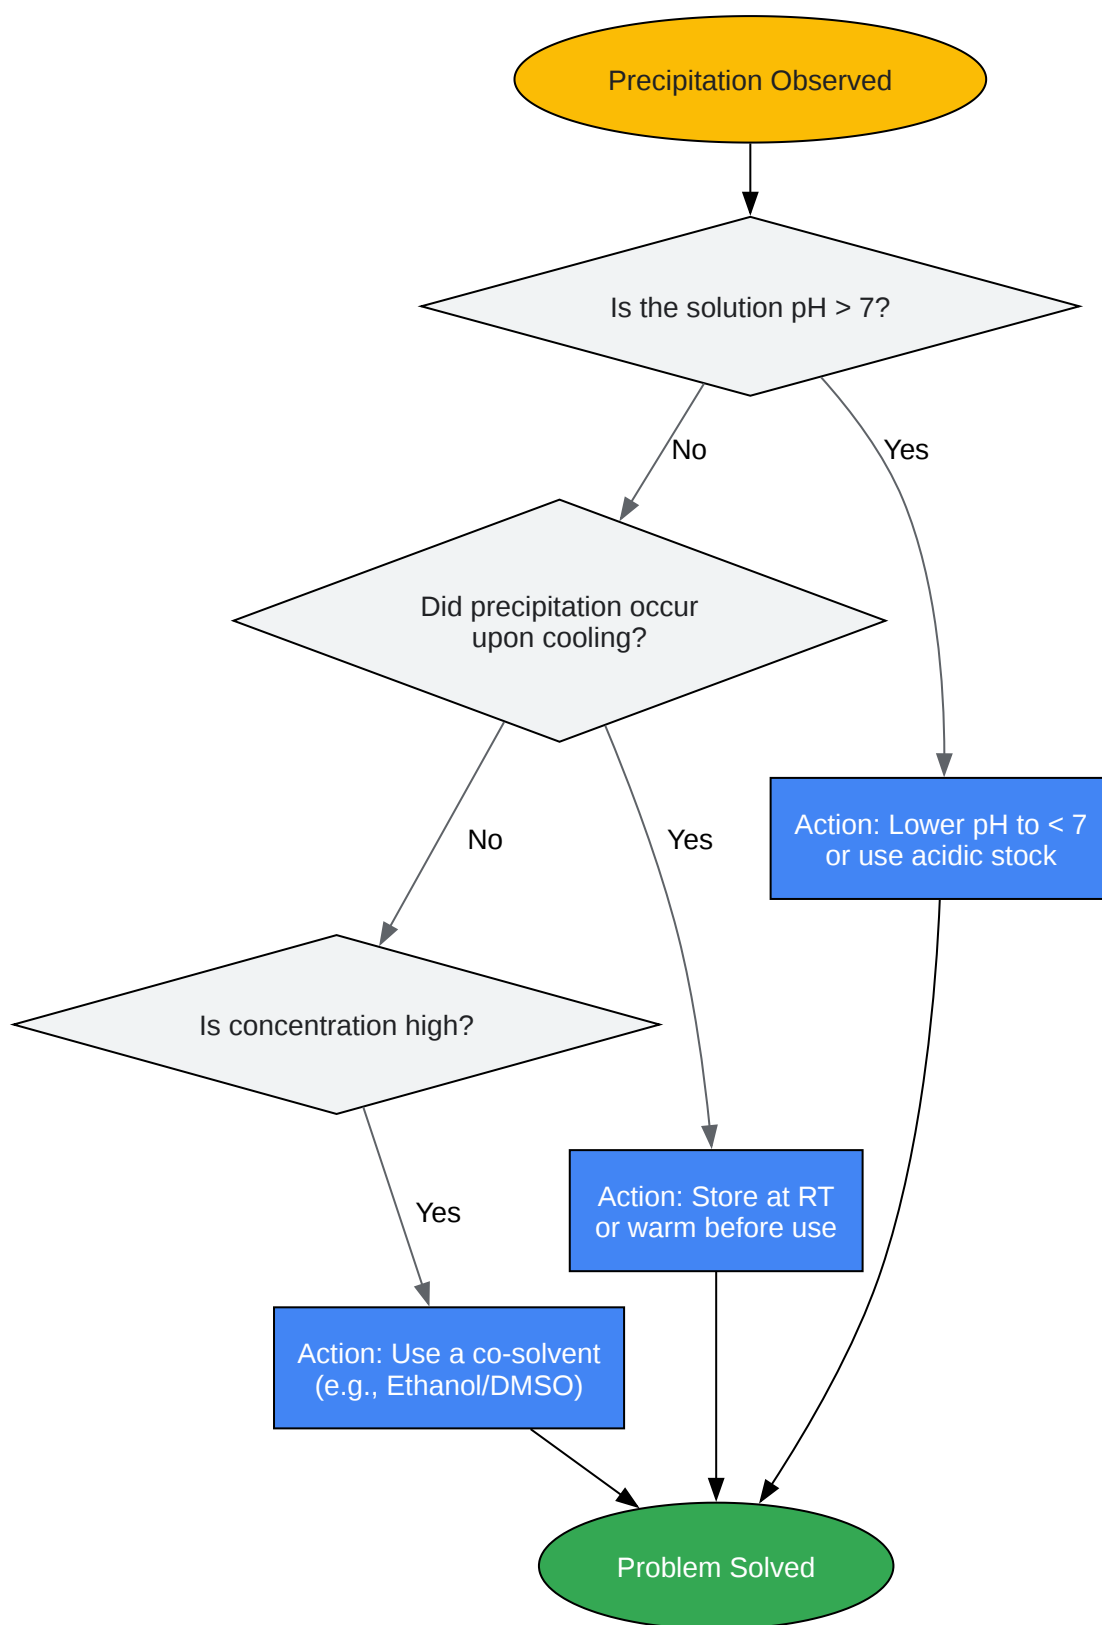 Precipitation Observed
Is the solution pH > 7?
No
Yes
Did precipitation occur
upon cooling?
No
Yes
Action: Lower pH to < 7
or use acidic stock
Is concentration high?
Yes
Action: Store at RT
or warm before use
Action: Use a co-solvent
(e.g., Ethanol/DMSO)
Problem Solved